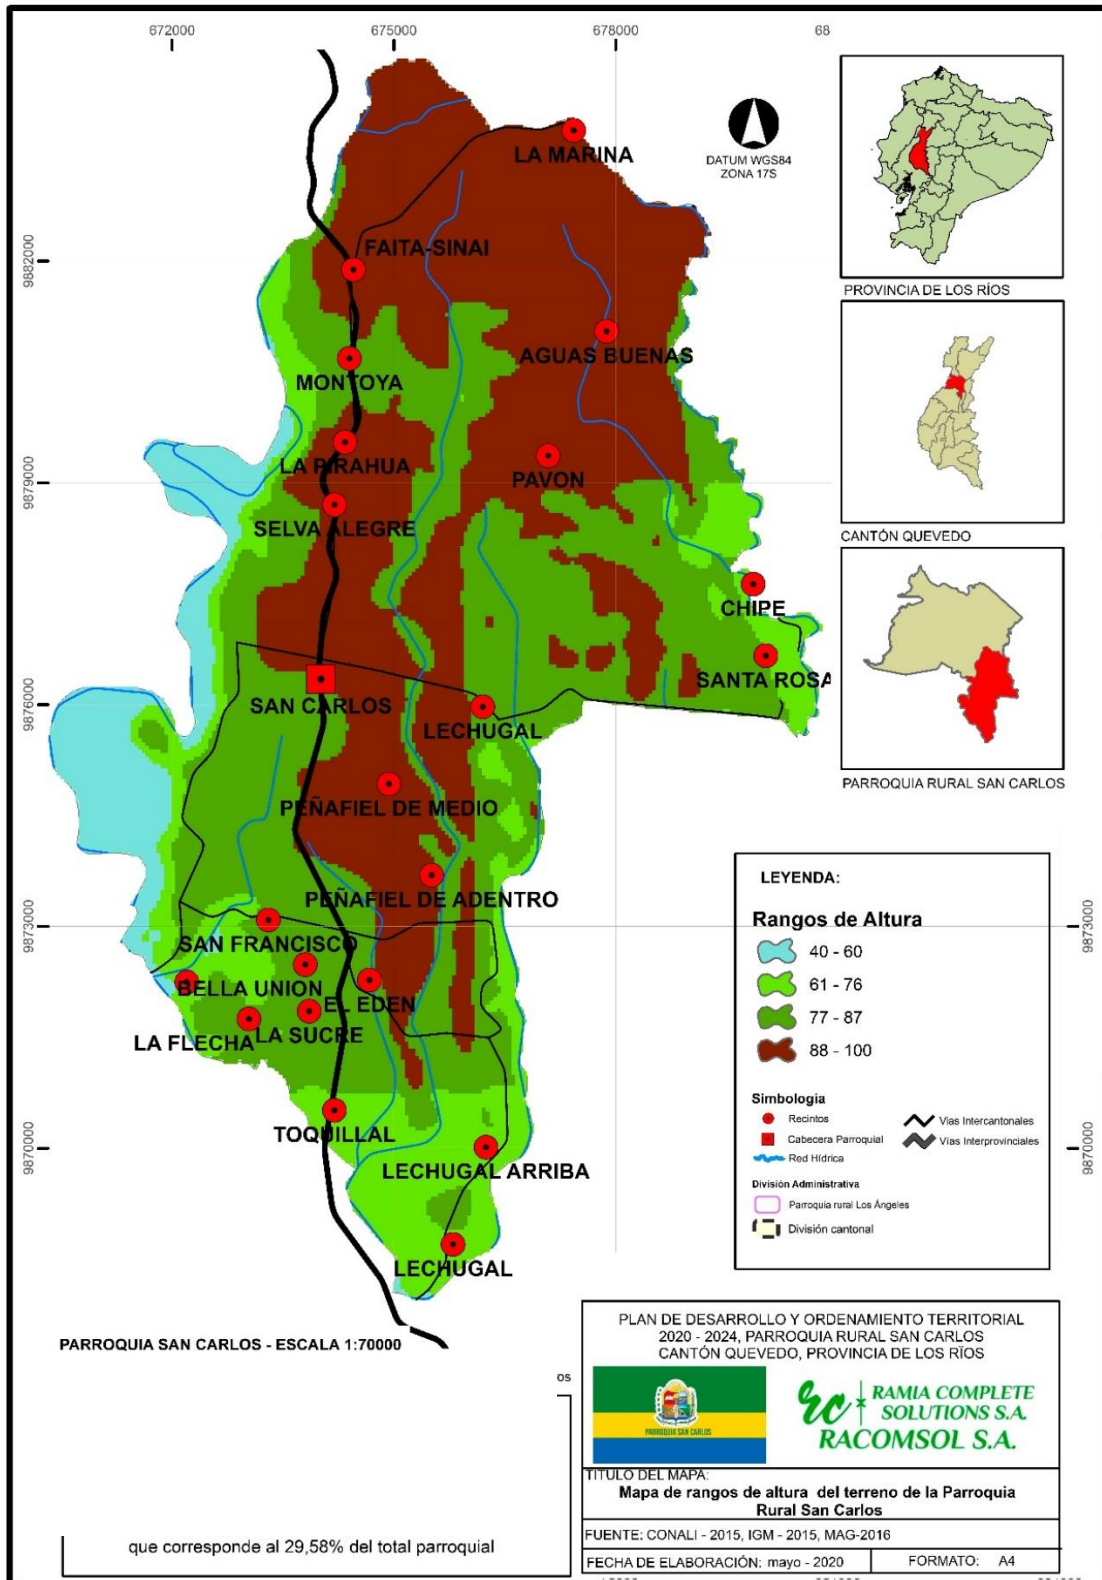 672000
675000
678000
68
LA MARINA
DATUM WGS84
ZONA 17S
9882000
FAITA-SINAI
PROVINCIA DE LOS RÍOS
AGUAS BUENAS
MONTOYA
LA PIRAHUA
PAVON
9879000
SELVA ALEGRE
CANTÓN QUEVEDO
CHIPE
SANTA ROSA
SAN CARLOS
9876000
LECHUGAL
PARROQUIA RURAL SAN CARLOS
PEÑAFIEL DE MEDIO
PEÑAFIEL DE ADENTRO
9873000
9873000
SAN FRANCISCO
BELLA UNION
EL EDEN
LA FLECHA
LA SUCRE
TOQUILLAL
9870000
9870000
LECHUGAL ARRIBA
LECHUGAL
LEYENDA:
Rangos de Altura
40 - 60
61 - 76
77 - 87
88 - 100
Simbologia
Recintos
Vias Intercantonales
Cabecera Parroquial
Vias Interprovinciales
Red Hídrica
División Administrativa
Parroquia rural Los Ángeles
División cantonal
PARROQUIA SAN CARLOS - ESCALA 1:70000
os
que corresponde al 29,58% del total parroquial
PLAN DE DESARROLLO Y ORDENAMIENTO TERRITORIAL
2020 - 2024, PARROQUIA RURAL SAN CARLOS
CANTÓN QUEVEDO, PROVINCIA DE LOS RÏOS
PARROQUIA SAN CARLOS
rc
RAMIA COMPLETE
SOLUTIONS S.A.
RACOMSOL S.A.
TITULO DEL MAPA:
Mapa de rangos de altura del terreno de la Parroquia
Rural San Carlos
FUENTE: CONALI - 2015, IGM - 2015, MAG-2016
FECHA DE ELABORACIÓN: mayo - 2020
FORMATO: A4